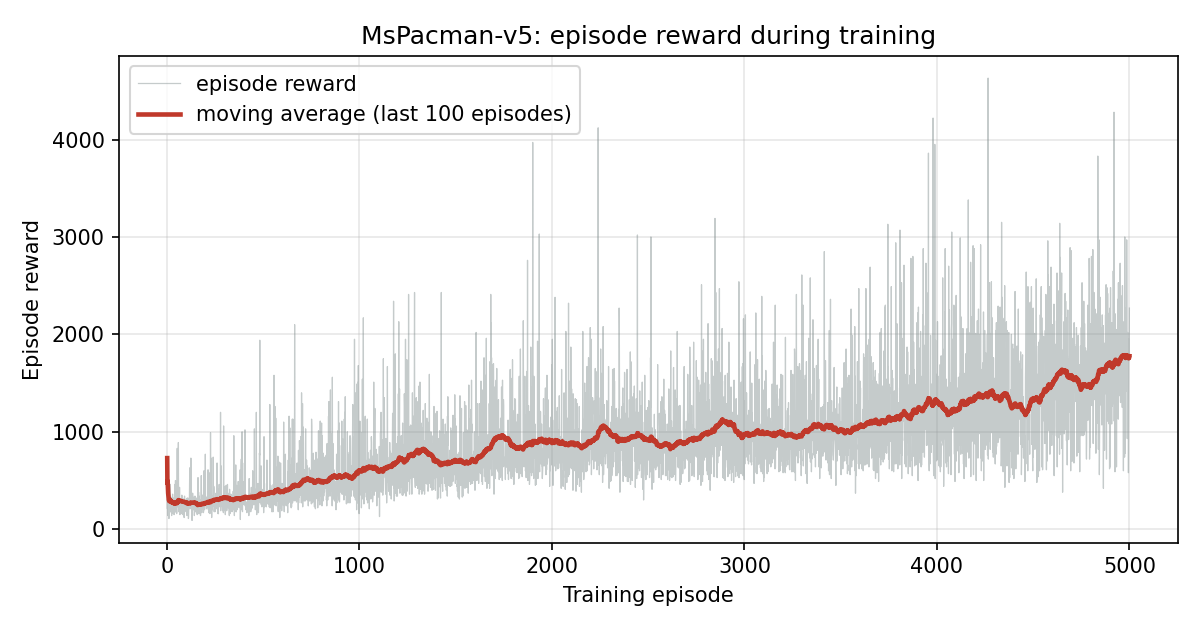 MsPacman-v5: episode reward during training
episode reward
moving average (last 100 episodes)
Episode reward
4000
3000
2000
1000
0
0 1000 2000 3000 4000 5000
Training episode